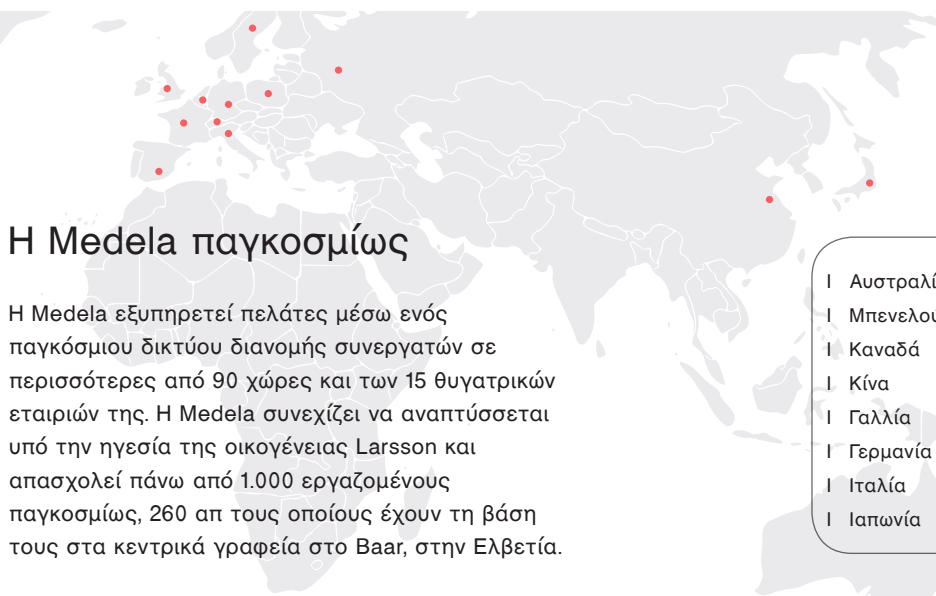 Η Medela παγκοσμίως
Η Medela εξυπηρετεί πελάτες μέσω ενός
παγκόσμιου δικτύου διανομής συνεργατών σε
περισσότερες από 90 χώρες και των 15 θυγατρικών
εταιριών της. Η Medela συνεχίζει να αναπτύσσεται
υπό την ηγεσία της οικογένειας Larsson και
απασχολεί πάνω από 1.000 εργαζομένους
παγκοσμίως, 260 απ τους οποίους έχουν τη βάση
τους στα κεντρικά γραφεία στο Baar, στην Ελβετία.
I Αυστραλί
I Μπενελου
I Καναδά
I Κίνα
I Γαλλία
I Γερμανία
I Ιταλία
I Ιαπωνία